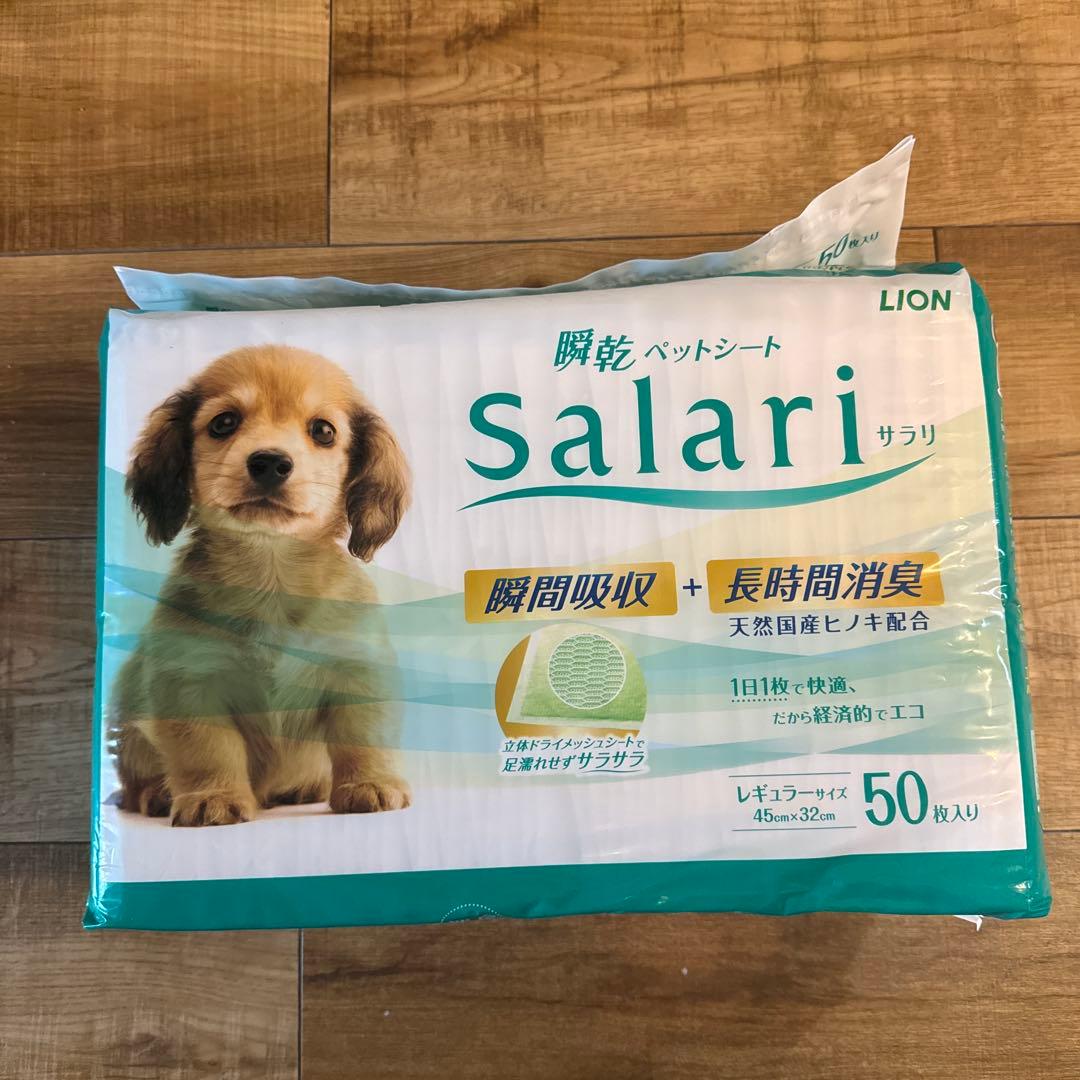 50枚入り
LION
瞬乾 ペットシート
salari サラリ
瞬間吸収 + 長時間消臭
天然国産ヒノキ配合
1日1枚で快適、
だから経済的でエコ
立体ドライメッシュシートで
足濡れせずサラサラ
レギュラーサイズ
45cm×32cm
50枚入り